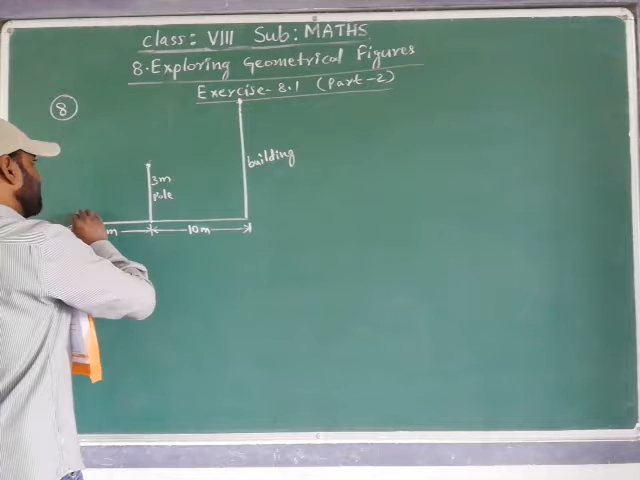 Class: VIII Sub: MATHS
8. Exploring Geometrical Figures
Exercise- 8.1 (Part-2)
8
building
3m
pole
m
10m